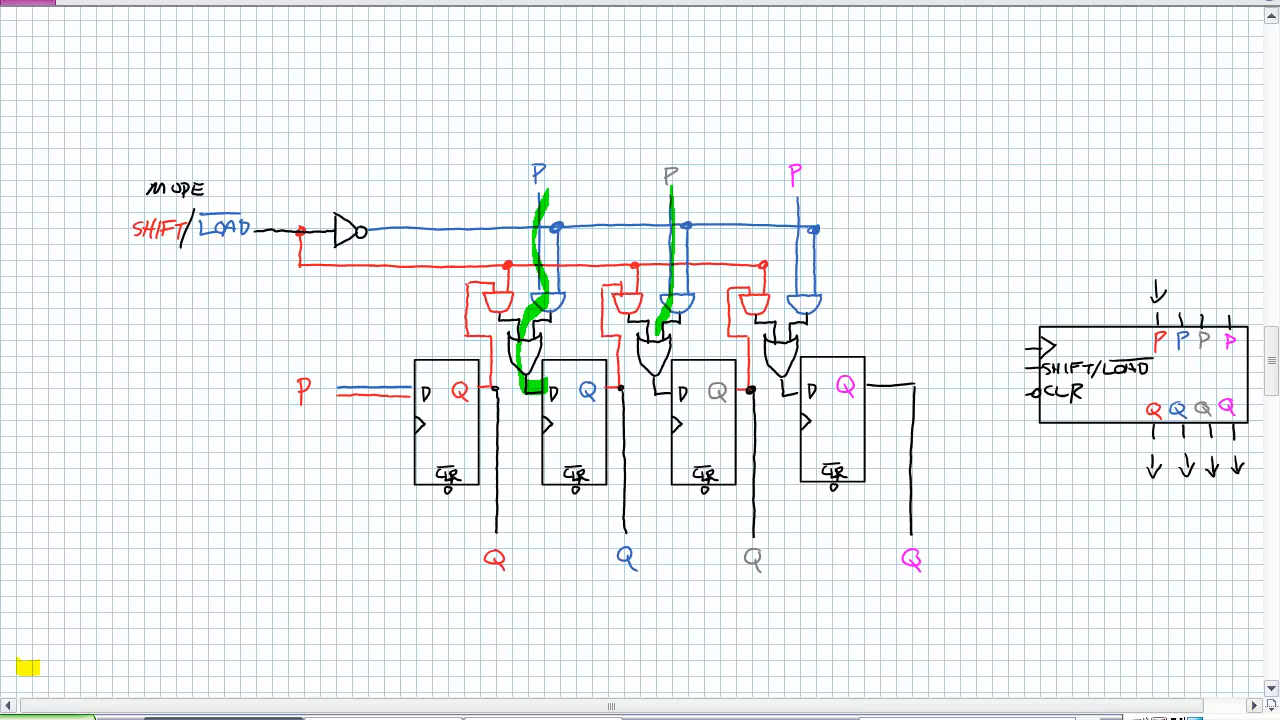 P P P
MODE
SHIFT/LOAD
P P P P
SHIFT/LOAD
P D Q D Q D Q D Q
CLR
Q Q Q Q
CLR CLR CLR CLR
Q Q Q Q